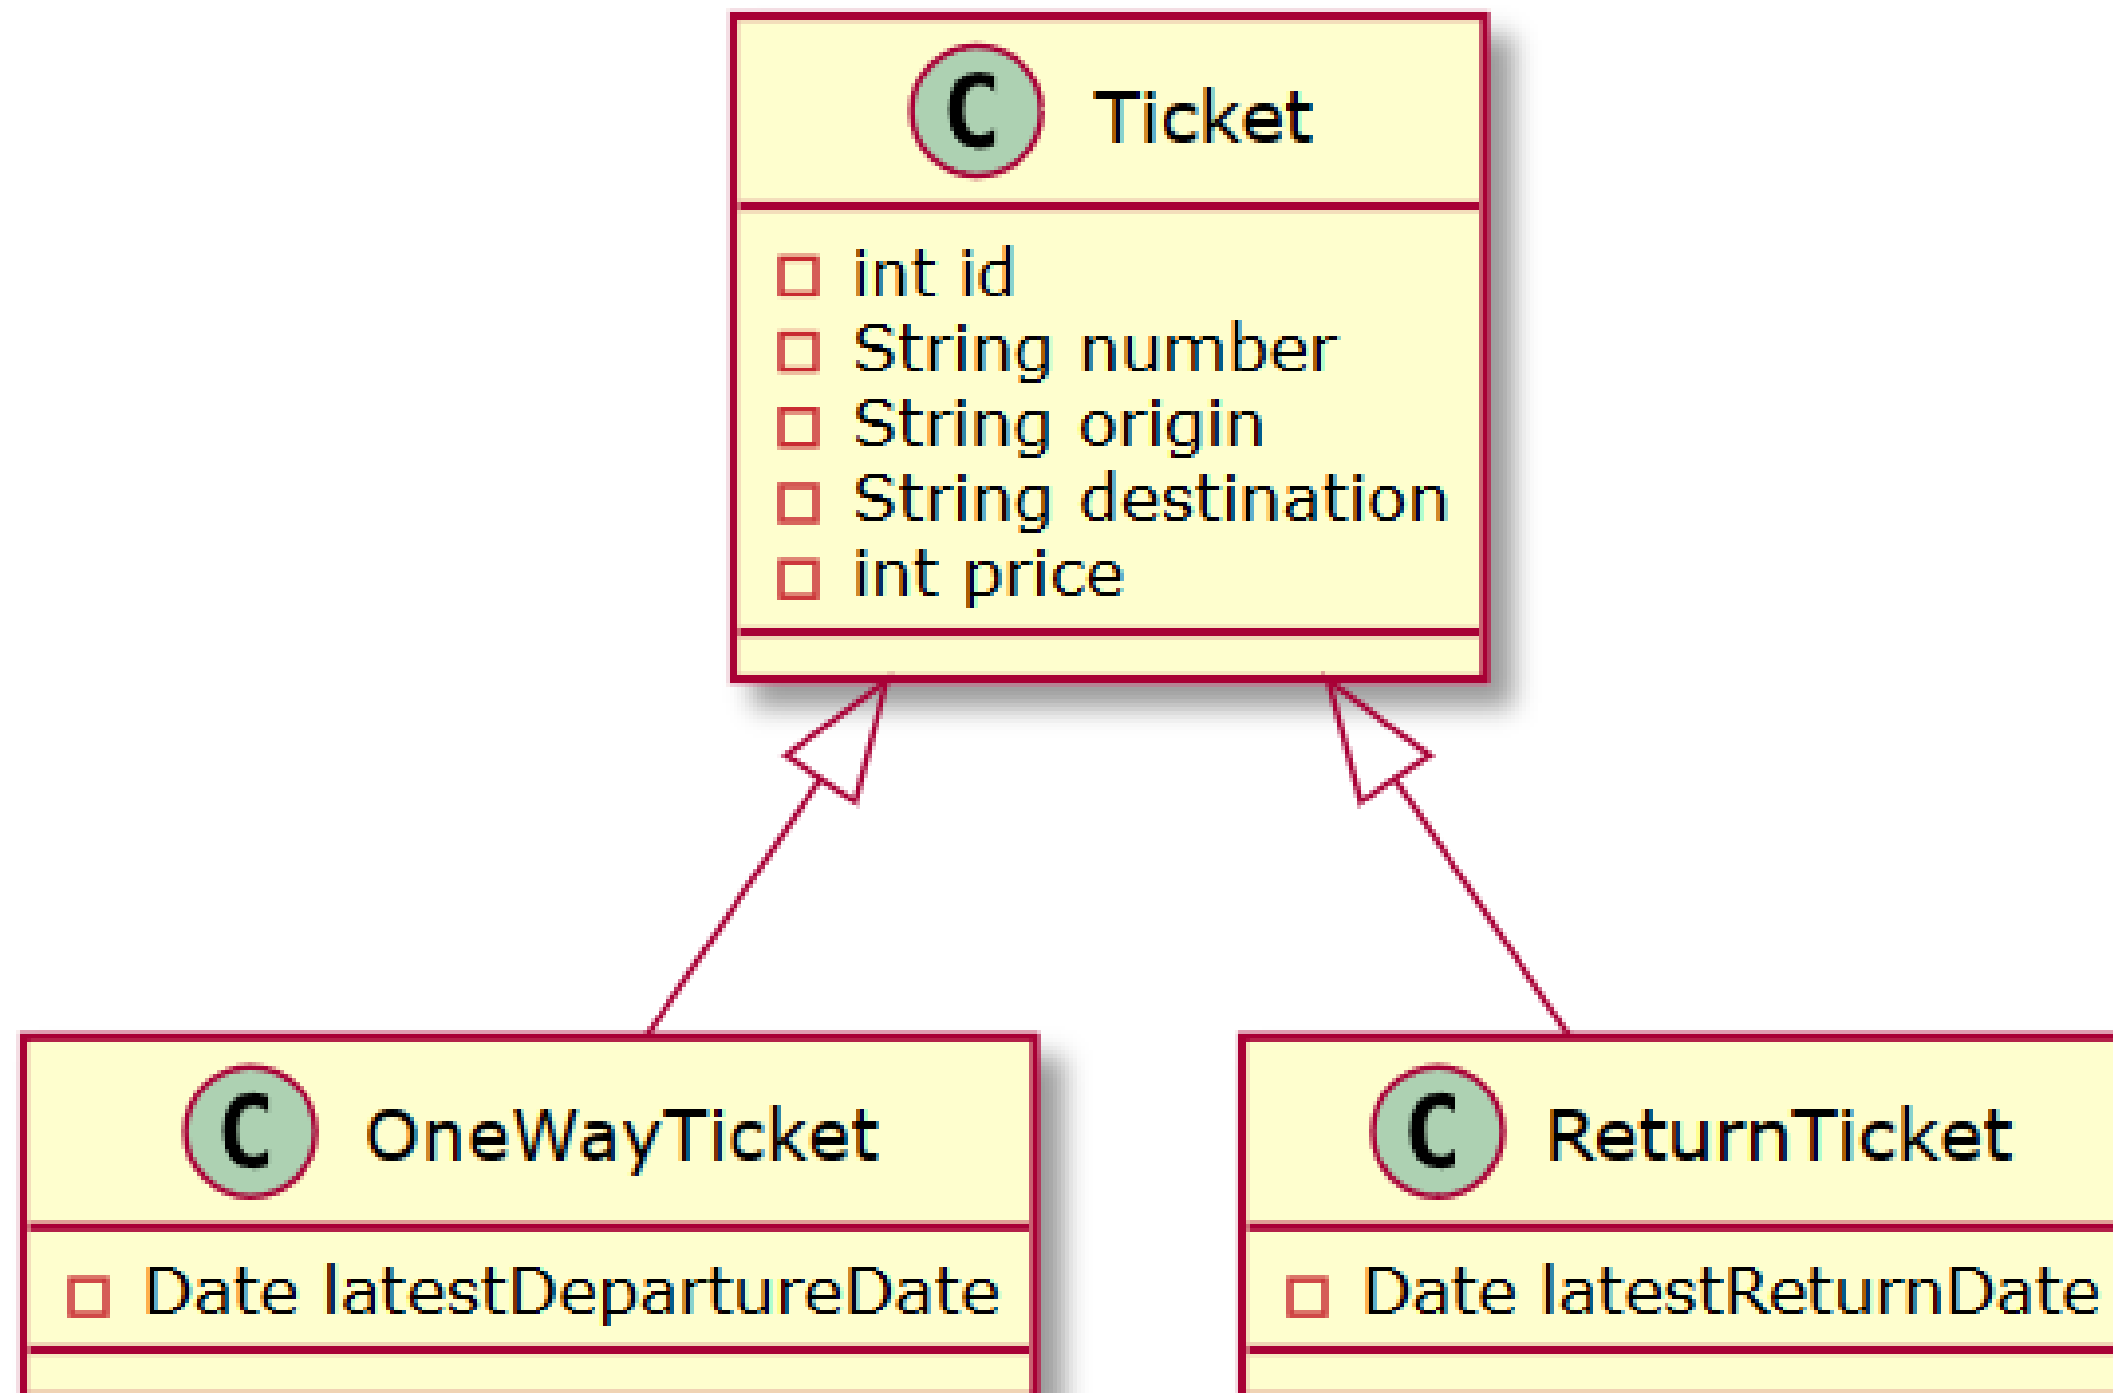 C Ticket
int id
String number
String origin
String destination
int price
C OneWayTicket
Date latestDepartureDate
C ReturnTicket
Date latestReturnDate